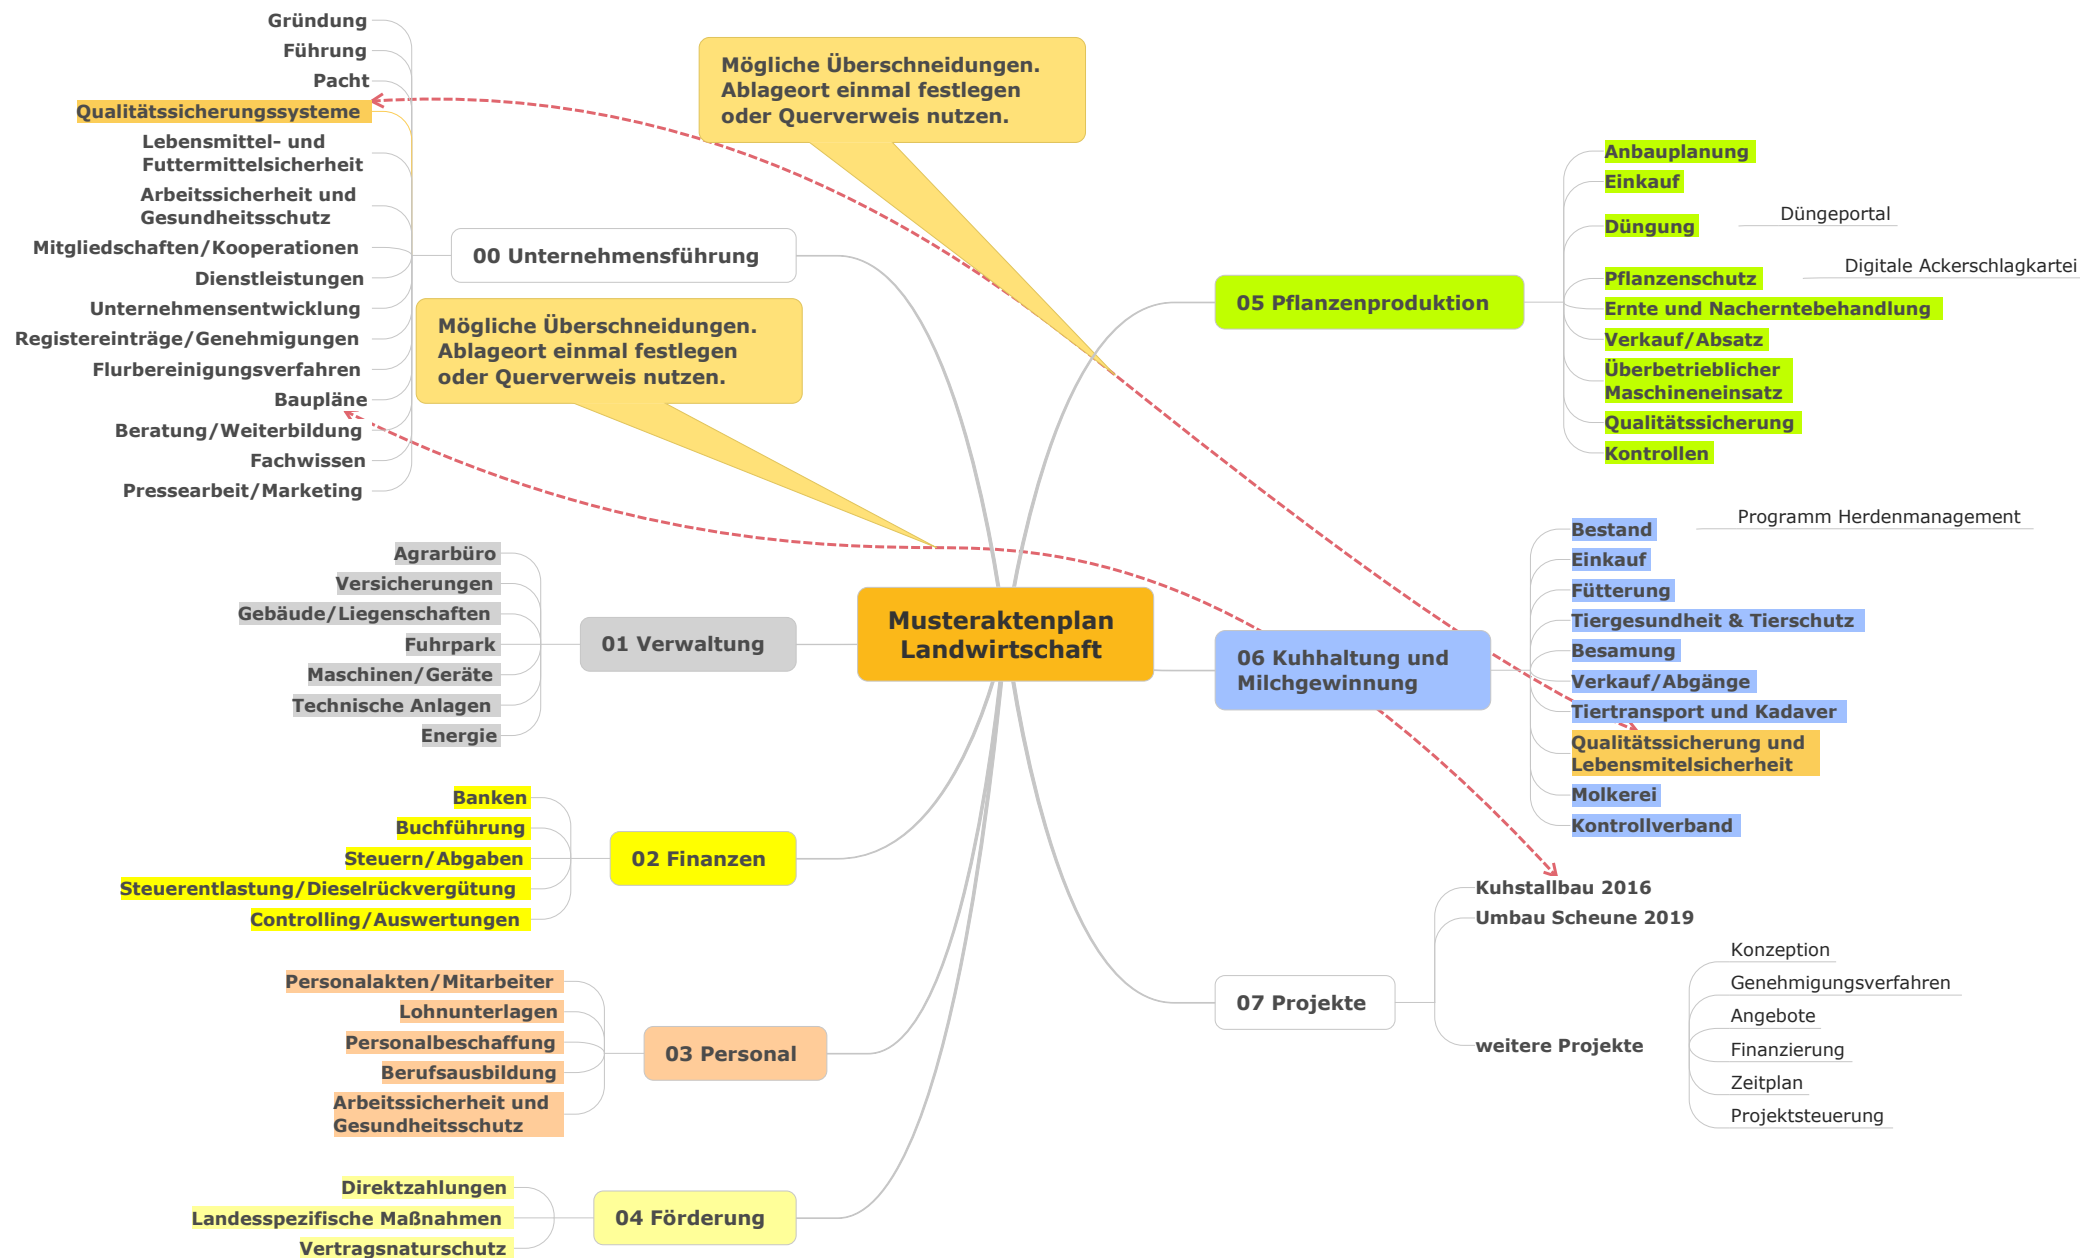 Gründung
Führung
Pacht
Qualitätssicherungssysteme
Lebensmittel- und
Futtermittelsicherheit
Arbeitssicherheit und
Gesundheitsschutz
Mitgliedschaften/Kooperationen
Dienstleistungen
Unternehmensentwicklung
Registereinträge/Genehmigungen
Flurbereinigungsverfahren
Baupläne
Beratung/Weiterbildung
Fachwissen
Pressearbeit/Marketing
00 Unternehmensführung
Mögliche Überschneidungen.
Ablageort einmal festlegen
oder Querverweis nutzen.
Mögliche Überschneidungen.
Ablageort einmal festlegen
oder Querverweis nutzen.
Agrarbüro
Versicherungen
Gebäude/Liegenschaften
Fuhrpark
Maschinen/Geräte
Technische Anlagen
Energie
01 Verwaltung
Banken
Buchführung
Steuern/Abgaben
Steuerentlastung/Dieselrückvergütung
Controlling/Auswertungen
02 Finanzen
Personalakten/Mitarbeiter
Lohnunterlagen
Personalbeschaffung
Berufsausbildung
Arbeitssicherheit und
Gesundheitsschutz
03 Personal
Direktzahlungen
Landesspezifische Maßnahmen
Vertragsnaturschutz
04 Förderung
Musteraktenplan
Landwirtschaft
05 Pflanzenproduktion
Anbauplanung
Einkauf
Düngung
Düngeportal
Pflanzenschutz
Digitale Ackerschlagkartei
Ernte und Nacherntebehandlung
Verkauf/Absatz
Überbetrieblicher
Maschineneinsatz
Qualitätssicherung
Kontrollen
06 Kuhhaltung und
Milchgewinnung
Bestand
Programm Herdenmanagement
Einkauf
Fütterung
Tiergesundheit & Tierschutz
Besamung
Verkauf/Abgänge
Tiertransport und Kadaver
Qualitätssicherung und
Lebensmitelsicherheit
Molkerei
Kontrollverband
07 Projekte
Kuhstallbau 2016
Umbau Scheune 2019
weitere Projekte
Konzeption
Genehmigungsverfahren
Angebote
Finanzierung
Zeitplan
Projektsteuerung